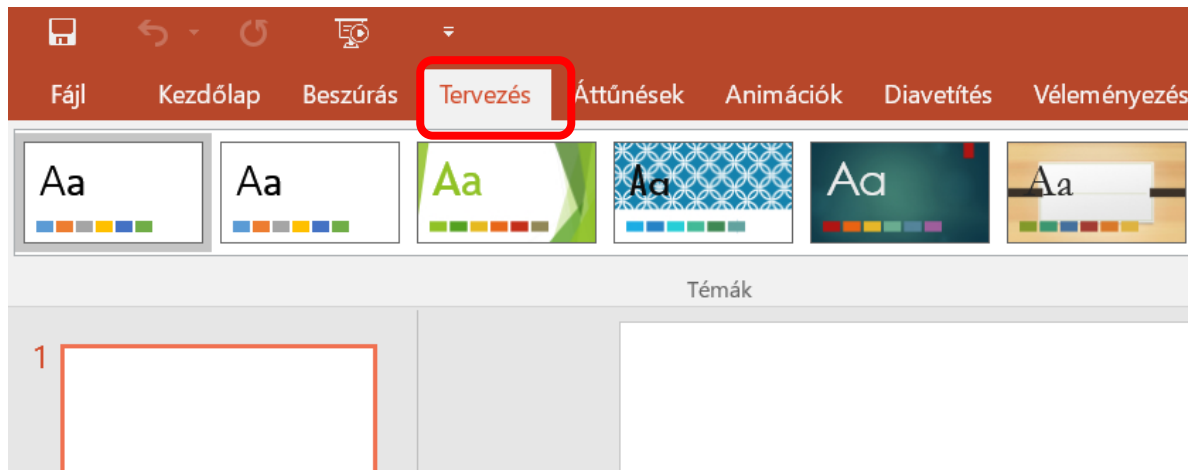 Fájl Kezdőlap Beszúrás Tervezés Áttűnések Animációk Diavetítés Véleményezés
Aa Aa Aa Aa Aa Aa
Témák
1